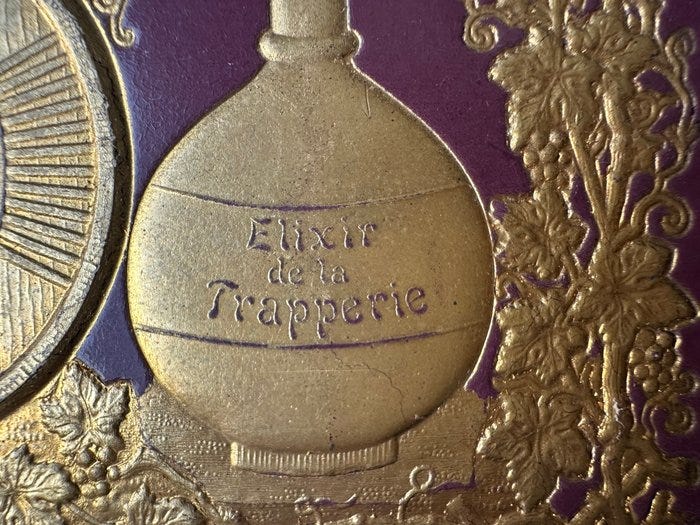 Elixir
de la
Trapperie